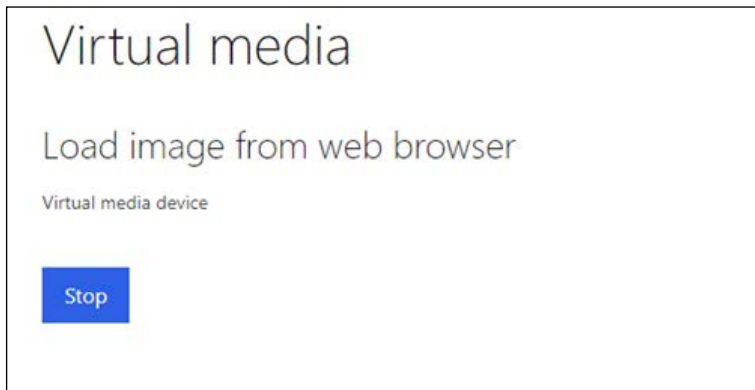 Virtual media
Load image from web browser
Virtual media device
Stop